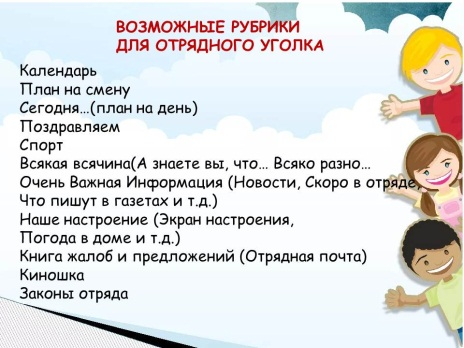 ВОЗМОЖНЫЕ РУБРИКИ
ДЛЯ ОТРЯДНОГО УГОЛКА
Календарь
План на смену
Сегодня…(план на день)
Поздравляем
Спорт
Всякая всячина(А знаете вы, что… Всяко разно…
Очень Важная Информация (Новости, Скоро в отряде,
Что пишут в газетах и т.д.)
Наше настроение (Экран настроения,
Погода в доме и т.д.)
Книга жалоб и предложений (Отрядная почта)
Киношка
Законы отряда